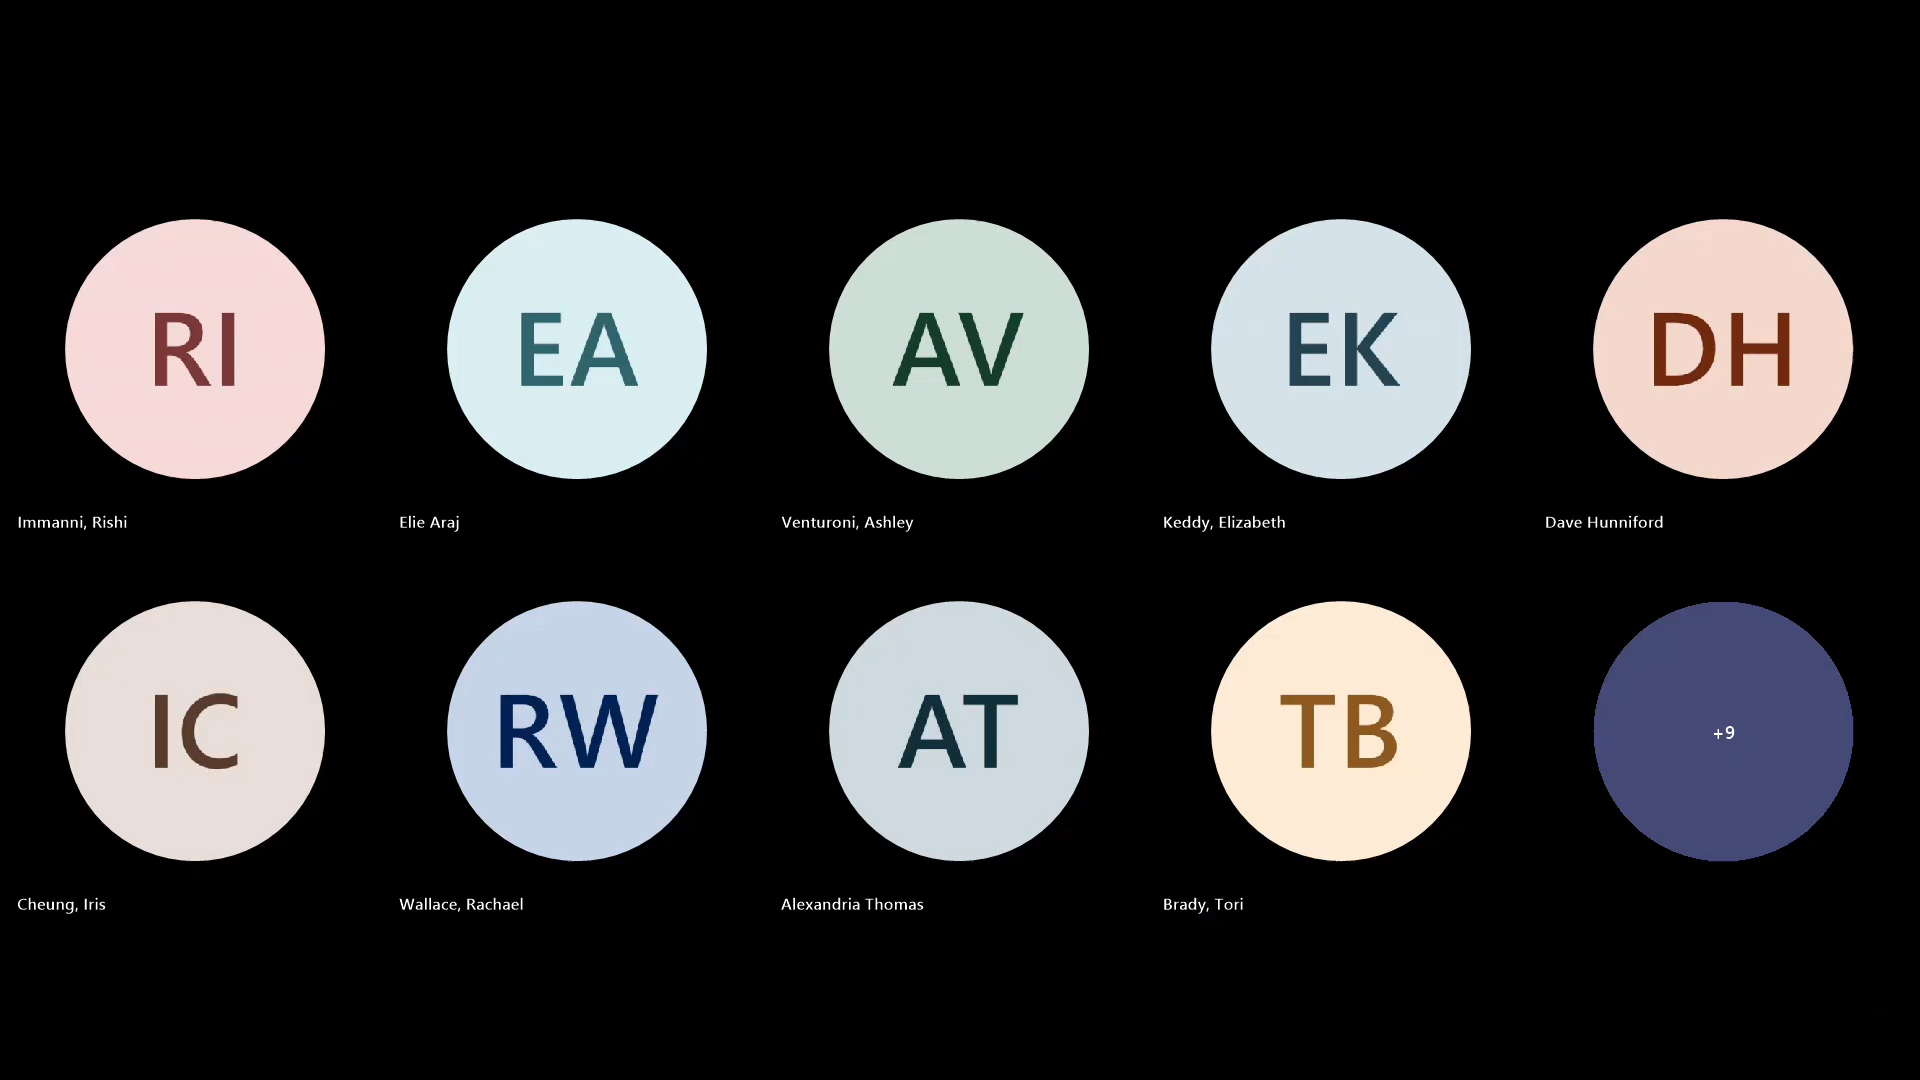 RI
EA
AV
EK
DH
Immanni, Rishi
Elie Araj
Venturoni, Ashley
Keddy, Elizabeth
Dave Hunniford
IC
RW
AT
TB
+9
Cheung, Iris
Wallace, Rachael
Alexandria Thomas
Brady, Tori